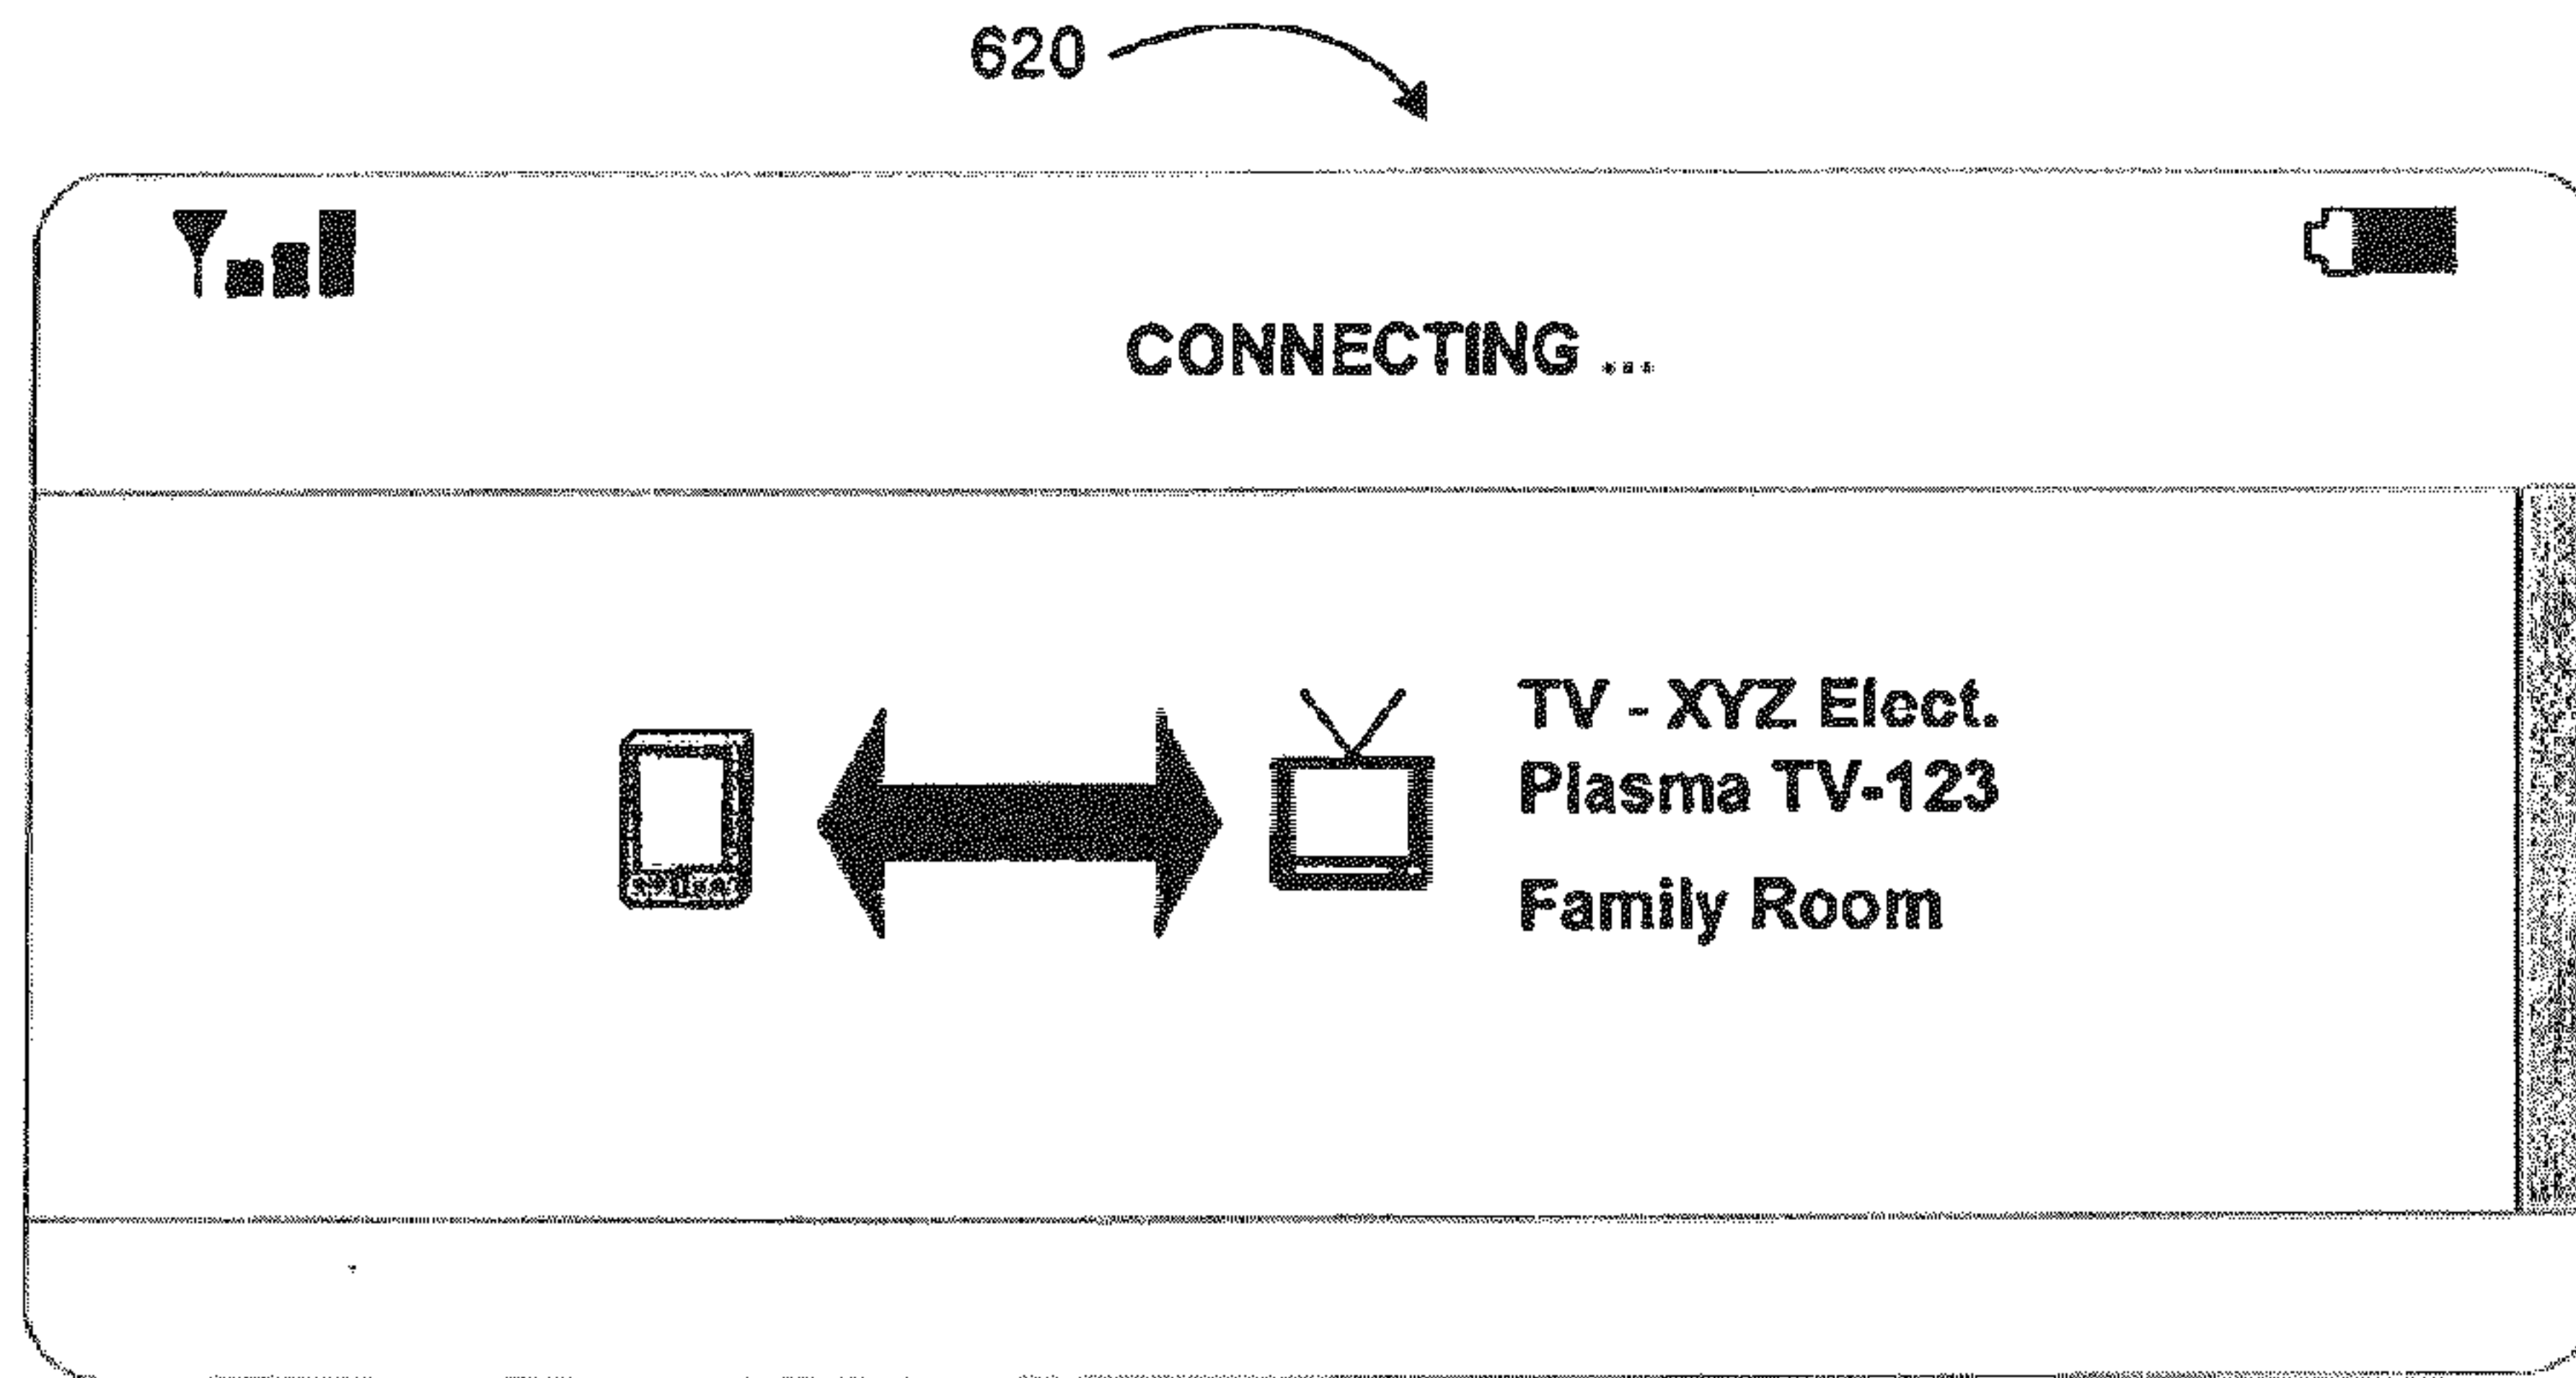 620
CONNECTING ...
TV - XYZ Elect.
Plasma TV-123
Family Room